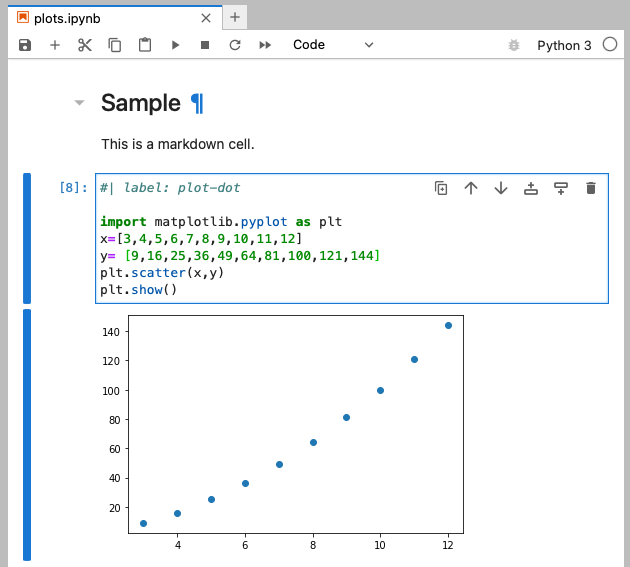 plots.ipynb
Code
Python 3
Sample ¶
This is a markdown cell.
[8]:
#| label: plot-dot
import matplotlib.pyplot as plt
x=[3,4,5,6,7,8,9,10,11,12]
y= [9,16,25,36,49,64,81,100,121,144]
plt.scatter(x,y)
plt.show()
140
120
100
80
60
40
20
4 6 8 10 12